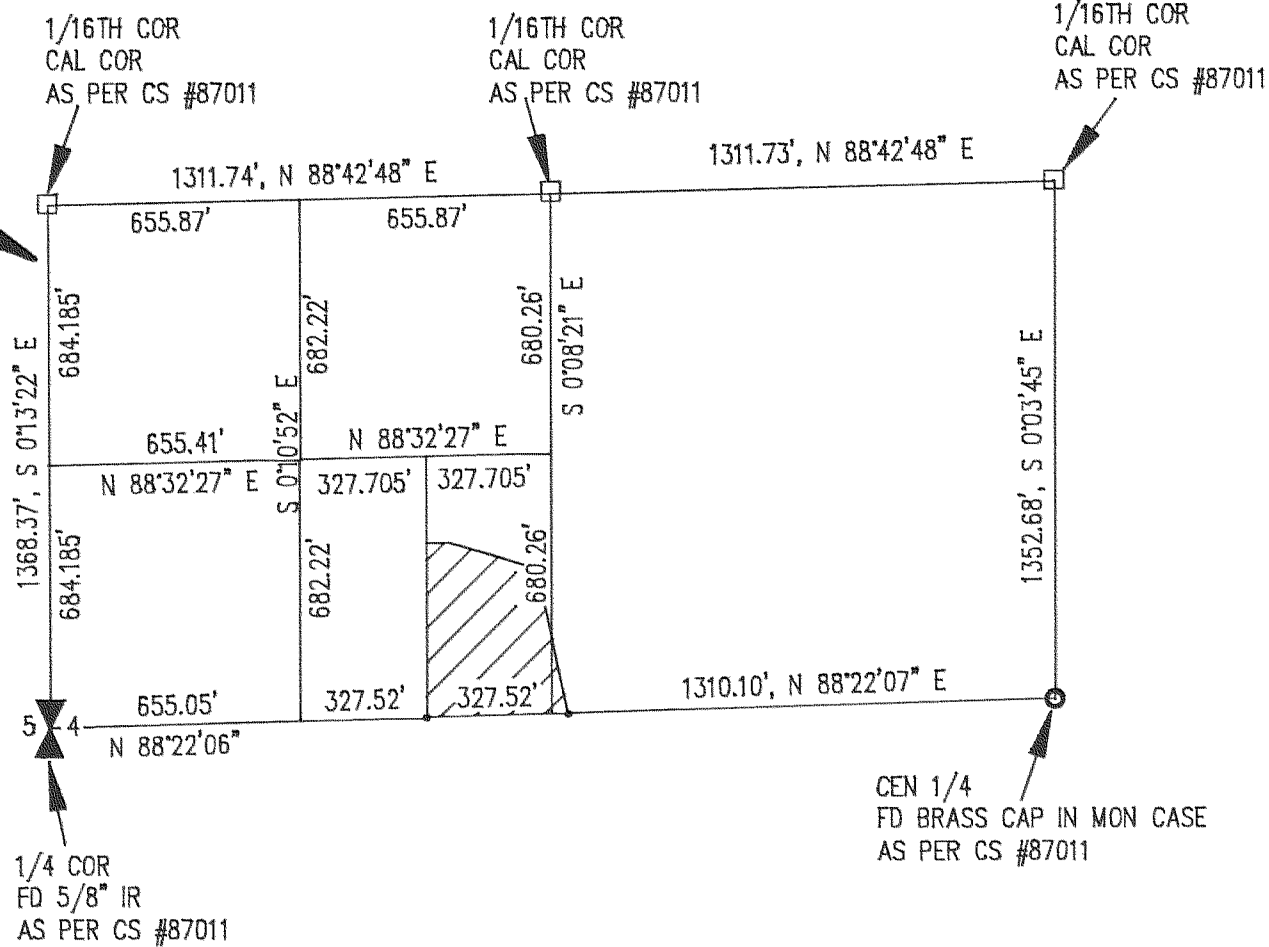 1/16TH COR
CAL COR
AS PER CS #87011
1/16TH COR
CAL COR
AS PER CS #87011
1/16TH COR
CAL COR
AS PER CS #87011
1311.74', N 88°42'48" E
1311.73', N 88°42'48" E
655.87'
655.87'
1368.37', S 0°13'22" E
684.185'
682.22'
680.26'
S 0°08'21" E
1352.68', S 0°03'45" E
S 0°10'52" E
655.41'
N 88°32'27" E
N 88°32'27" E
327.705'
327.705'
684.185'
682.22'
680.26'
655.05'
327.52'
327.52'
1310.10', N 88°22'07" E
5 4
N 88°22'06"
CEN 1/4
FD BRASS CAP IN MON CASE
AS PER CS #87011
1/4 COR
FD 5/8" IR
AS PER CS #87011